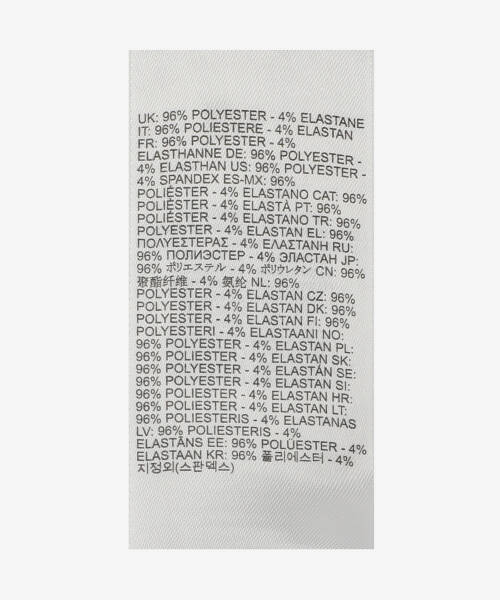 UK: 96% POLYESTER - 4% ELASTANE
IT: 96% POLIESTERE - 4% ELASTAN
FR: 96% POLYESTER - 4%
ELASTHANNE DE: 96% POLYESTER -
4% ELASTHAN US: 96% POLYESTER -
4% SPANDEX ES-MX: 96%
POLIÉSTER - 4% ELASTANO CAT: 96%
POLIÉSTER - 4% ELASTÀ PT: 96%
POLIÉSTER - 4% ELASTANO TR: 96%
POLYESTER - 4% ELASTAN EL: 96%
ΠΟΛΥΕΣΤΕΡΑΣ - 4% ΕΛΑΣΤΑΝΗ RU:
96% ПОЛИЭСТЕР - 4% ЭЛАСТАН JP:
96% ポリエステル - 4% ポリウレタン CN: 96%
聚酯纤维 - 4% 氨纶 NL: 96%
POLYESTER - 4% ELASTAN CZ: 96%
POLYESTER - 4% ELASTAN DK: 96%
POLYESTER - 4% ELASTAN FI: 96%
POLYESTERI - 4% ELASTAANI NO:
96% POLYESTER - 4% ELASTAN PL:
96% POLIESTER - 4% ELASTAN SK:
96% POLYESTER - 4% ELASTÁN SE:
96% POLYESTER - 4% ELASTAN SI:
96% POLIESTER - 4% ELASTAN HR:
96% POLIESTER - 4% ELASTAN LT:
96% POLIESTERIS - 4% ELASTANAS
LV: 96% POLIESTERIS - 4%
ELASTĀNS EE: 96% POLÜESTER - 4%
ELASTAAN KR: 96% 폴리에스터 - 4%
지정외(스판덱스)